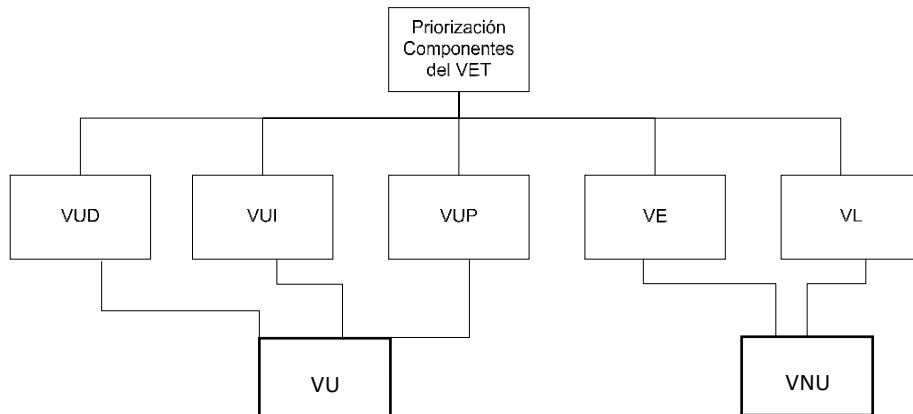 Priorización
Componentes
del VET
VUD
VUI
VUP
VE
VL
VU
VNU